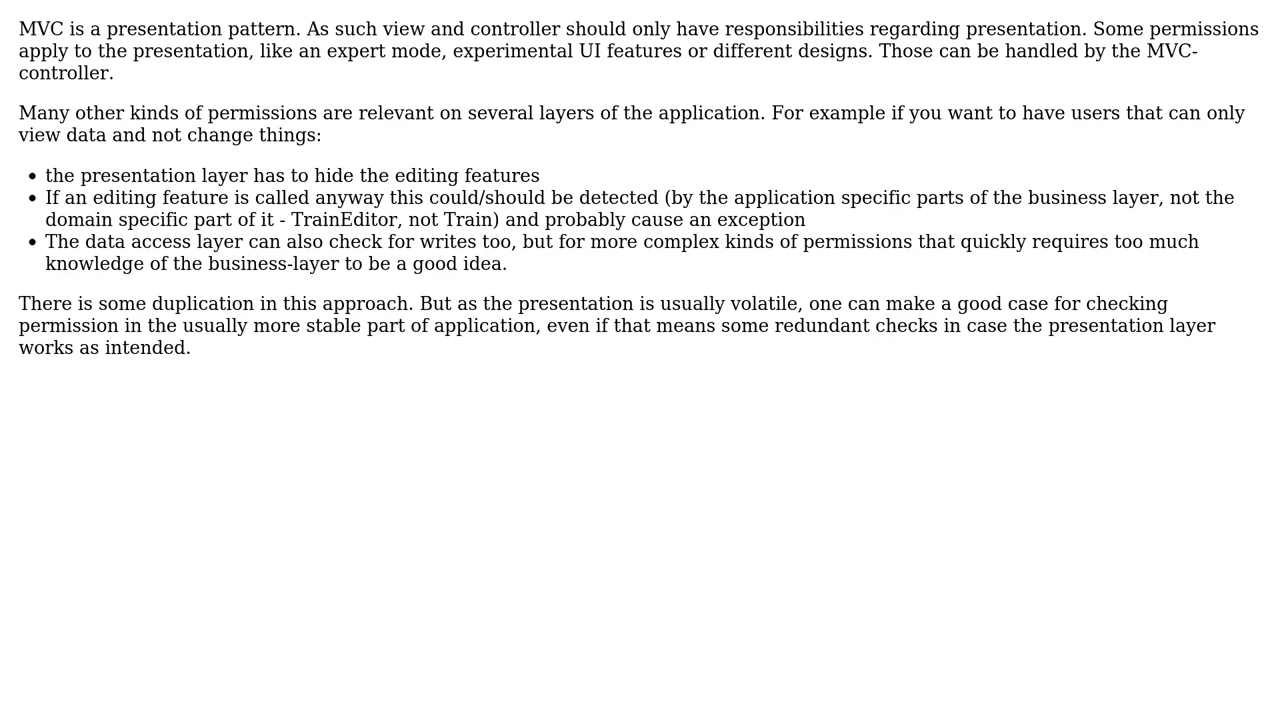 MVC is a presentation pattern. As such view and controller should only have responsibilities regarding presentation. Some permissions
apply to the presentation, like an expert mode, experimental UI features or different designs. Those can be handled by the MVC-
controller.
Many other kinds of permissions are relevant on several layers of the application. For example if you want to have users that can only
view data and not change things:
• the presentation layer has to hide the editing features
• If an editing feature is called anyway this could/should be detected (by the application specific parts of the business layer, not the
domain specific part of it - TrainEditor, not Train) and probably cause an exception
• The data access layer can also check for writes too, but for more complex kinds of permissions that quickly requires too much
knowledge of the business-layer to be a good idea.
There is some duplication in this approach. But as the presentation is usually volatile, one can make a good case for checking
permission in the usually more stable part of application, even if that means some redundant checks in case the presentation layer
works as intended.